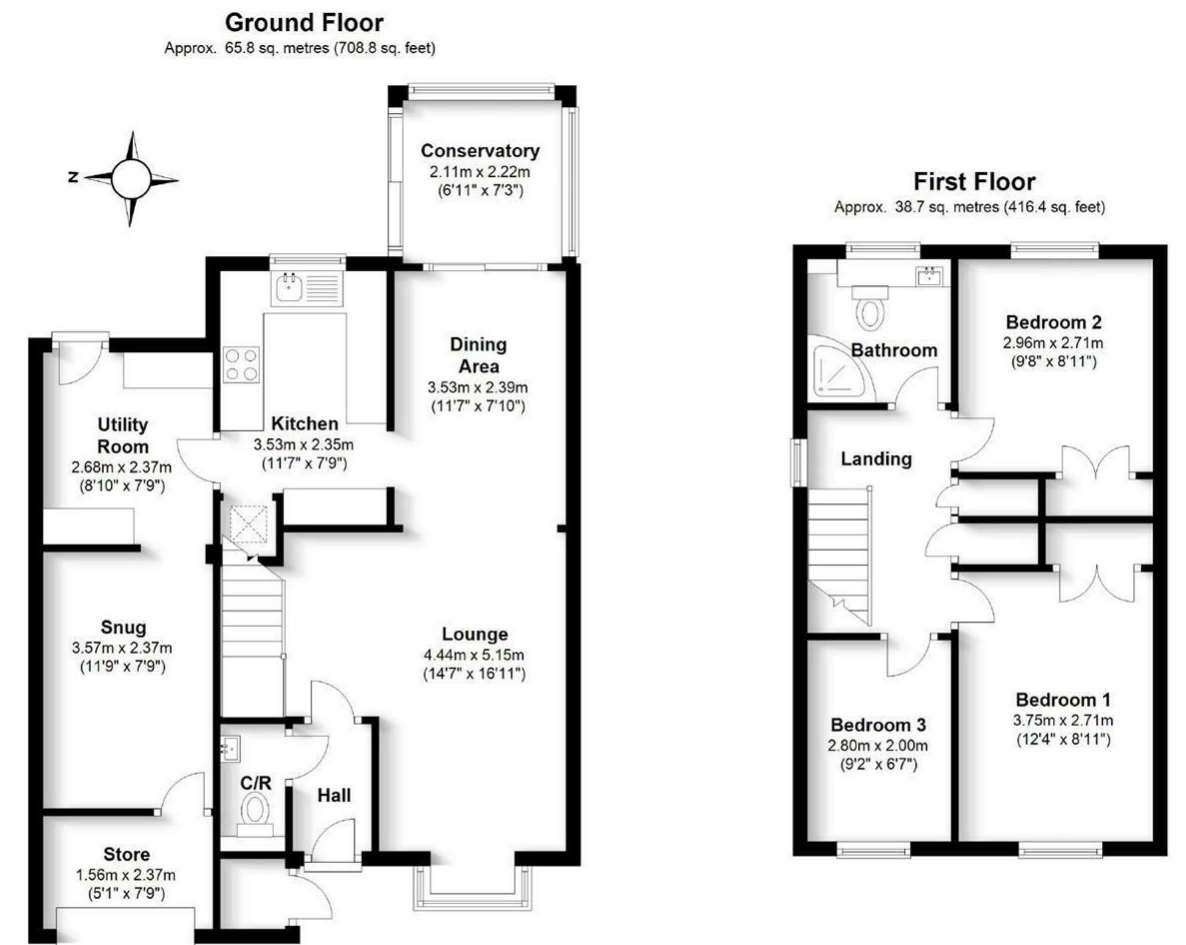 Ground Floor
Approx. 65.8 sq. metres (708.8 sq. feet)
Conservatory
2.11m x 2.22m
(6'11" x 7'3")
N
Dining
Area
3.53m x 2.39m
(11'7" x 7'10")
Kitchen
3.53m x 2.35m
(11'7" x 7'9")
Utility
Room
2.68m x 2.37m
(8'10" x 7'9")
Snug
3.57m x 2.37m
(11'9" x 7'9")
Lounge
4.44m x 5.15m
(14'7" x 16'11")
C/R
Hall
Store
1.56m x 2.37m
(5'1" x 7'9")
First Floor
Approx. 38.7 sq. metres (416.4 sq. feet)
Bathroom
Bedroom 2
2.96m x 2.71m
(9'8" x 8'11")
Landing
Bedroom 1
3.75m x 2.71m
(12'4" x 8'11")
Bedroom 3
2.80m x 2.00m
(9'2" x 6'7")